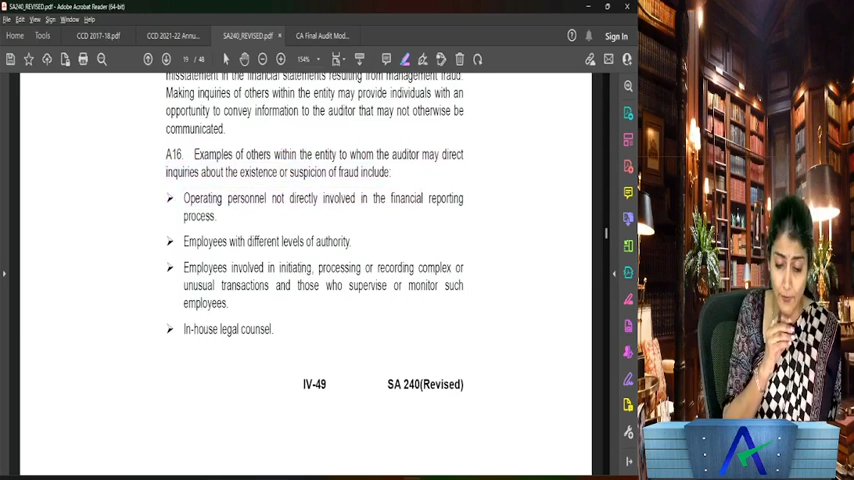 SA240_REVISED.pdf - Adobe Acrobat Reader (64-bit)
File Edit View Sign Window Help
Home Tools CCD 2017-18.pdf CCD 2021-22 Annu... SA240_REVISED.pdf × CA Final Audit Mod... Sign In
19 / 48 154%
misstatement in the financial statements resulting from management fraud.
Making inquiries of others within the entity may provide individuals with an
opportunity to convey information to the auditor that may not otherwise be
communicated.
A16. Examples of others within the entity to whom the auditor may direct
inquiries about the existence or suspicion of fraud include:
Operating personnel not directly involved in the financial reporting
process.
Employees with different levels of authority.
Employees involved in initiating, processing or recording complex or
unusual transactions and those who supervise or monitor such
employees.
In-house legal counsel.
IV-49 SA 240(Revised)